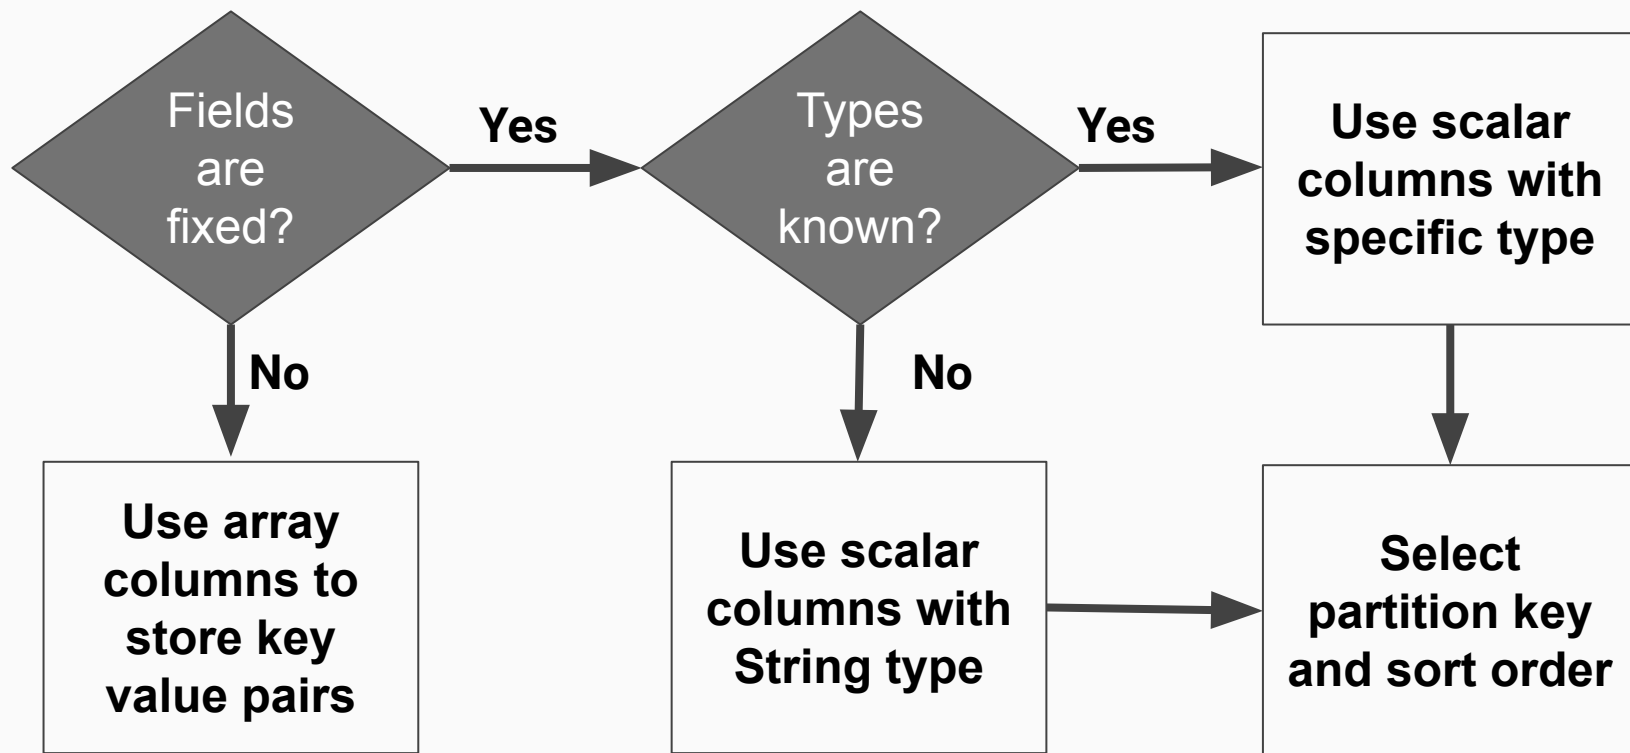 Fields
are
fixed?
Yes
Types
are
known?
Yes
Use scalar
columns with
specific type
No
No
Use array
columns to
store key
value pairs
Use scalar
columns with
String type
Select
partition key
and sort order